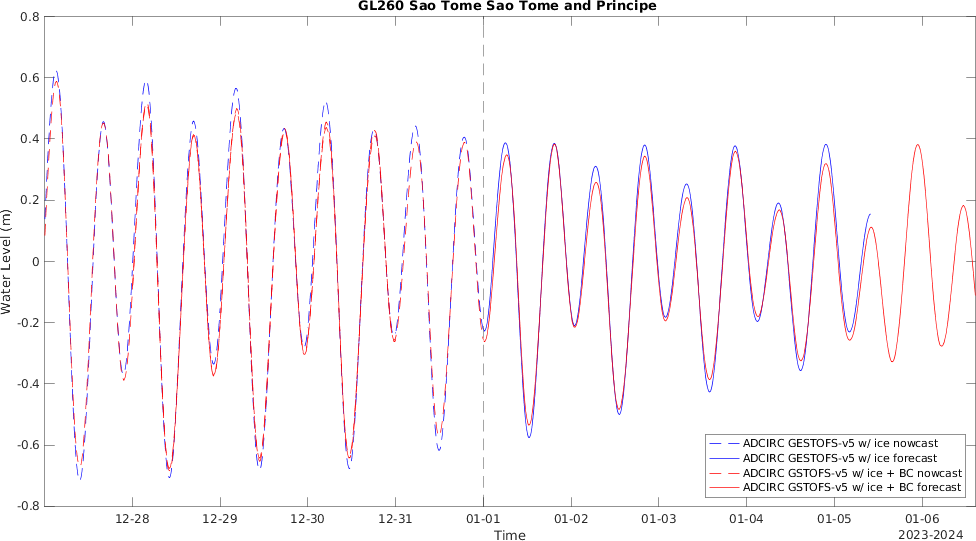 GL260 Sao Tome Sao Tome and Principe
0.8
0.6
0.4
0.2
0
-0.2
-0.4
-0.6
-0.8
Water Level (m)
ADCIRC GESTOFS-v5 w/ ice nowcast
ADCIRC GESTOFS-v5 w/ ice forecast
ADCIRC GSTOFS-v5 w/ ice + BC nowcast
ADCIRC GSTOFS-v5 w/ ice + BC forecast
12-28 12-29 12-30 12-31 01-01 01-02 01-03 01-04 01-05 01-06
Time
2023-2024